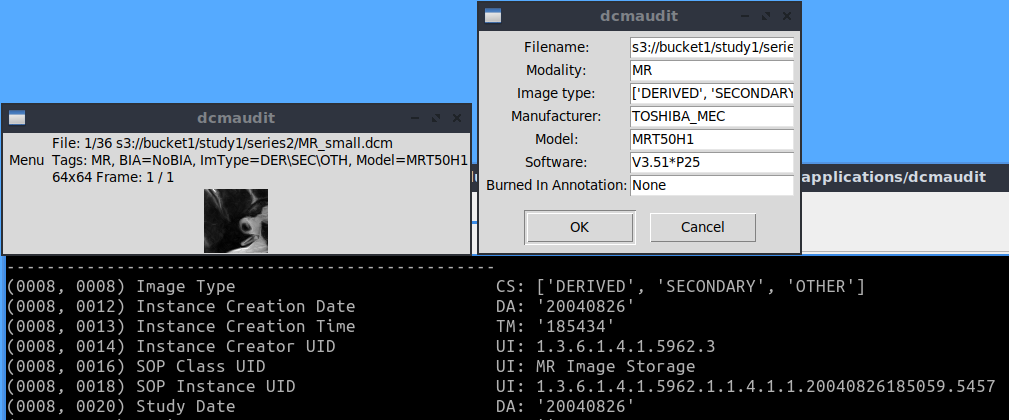 dcmaudit
File: 1/36 s3://bucket1/study1/series2/MR_small.dcm
Menu Tags: MR, BIA=NoBIA, ImType=DER\SEC\OTH, Model=MRT50H1
64x64 Frame: 1 / 1
dcmaudit
Filename: s3://bucket1/study1/serie
Modality: MR
Image type: ['DERIVED', 'SECONDARY
Manufacturer: TOSHIBA_MEC
Model: MRT50H1
Software: V3.51*P25
Burned In Annotation: None
OK Cancel
applications/dcmaudit
-------------------------------------------------
(0008, 0008) Image Type CS: ['DERIVED', 'SECONDARY', 'OTHER']
(0008, 0012) Instance Creation Date DA: '20040826'
(0008, 0013) Instance Creation Time TM: '185434'
(0008, 0014) Instance Creator UID UI: 1.3.6.1.4.1.5962.3
(0008, 0016) SOP Class UID UI: MR Image Storage
(0008, 0018) SOP Instance UID UI: 1.3.6.1.4.1.5962.1.1.4.1.1.20040826185059.5457
(0008, 0020) Study Date DA: '20040826'